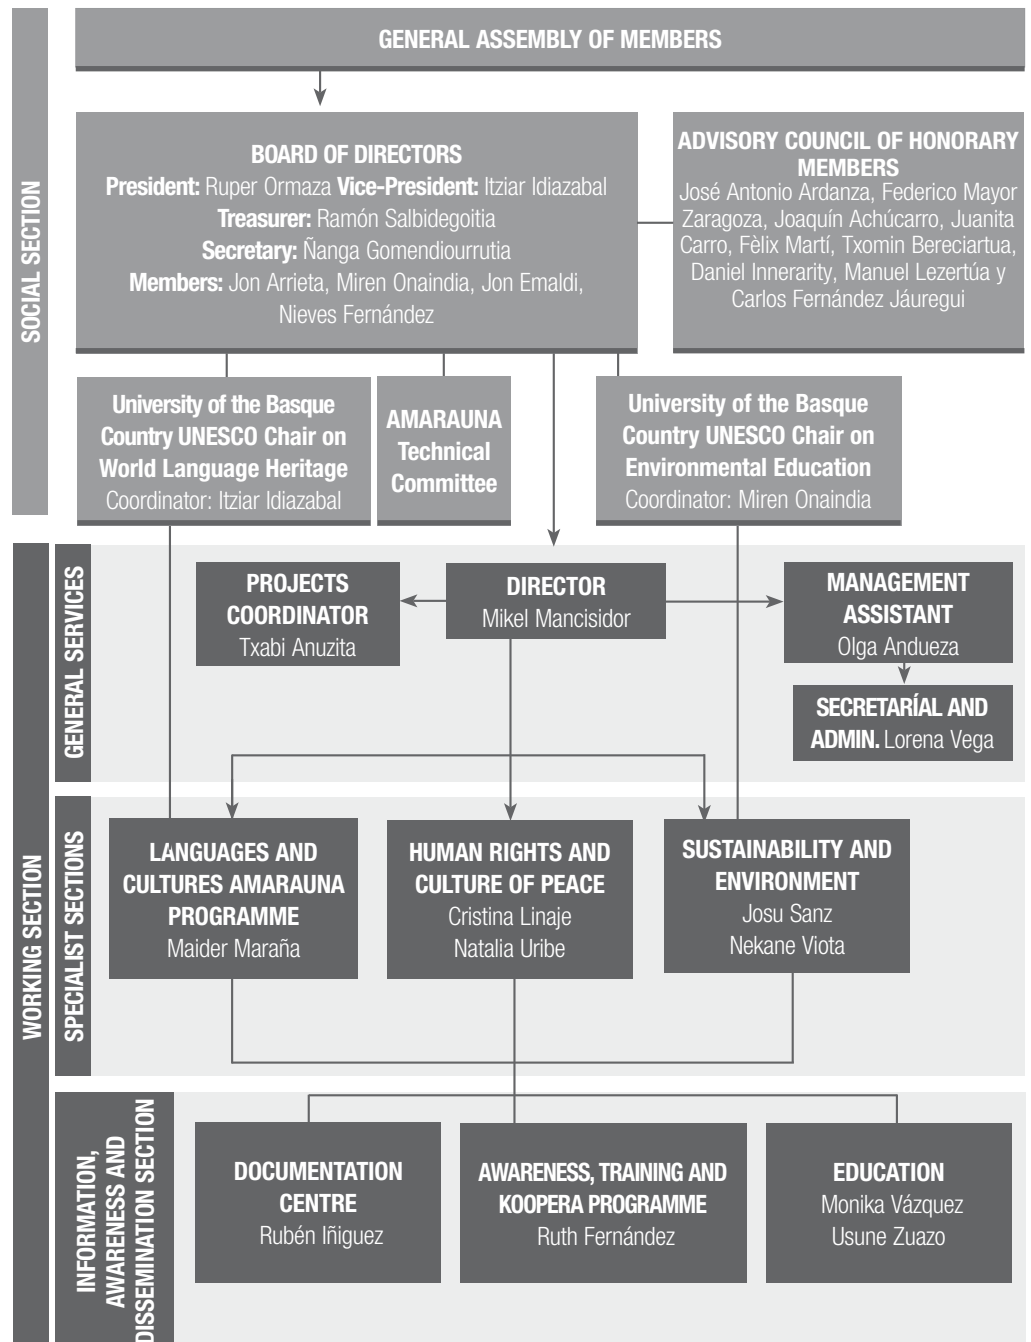 SOCIAL SECTION
GENERAL ASSEMBLY OF MEMBERS
BOARD OF DIRECTORS
President: Ruper Ormaza Vice-President: Itziar Idiazabal
Treasurer: Ramón Salbidegoitia
Secretary: Ñanga Gomendiourrutia
Members: Jon Arrieta, Miren Onaindia, Jon Emaldi,
Nieves Fernández
ADVISORY COUNCIL OF HONORARY
MEMBERS
José Antonio Ardanza, Federico Mayor
Zaragoza, Joaquín Achúcarro, Juanita
Carro, Fèlix Martí, Txomin Bereciartua,
Daniel Innerarity, Manuel Lezertúa y
Carlos Fernández Jáuregui
University of the Basque
Country UNESCO Chair on
World Language Heritage
Coordinator: Itziar Idiazabal
AMARAUNA
Technical
Committee
University of the Basque
Country UNESCO Chair on
Environmental Education
Coordinator: Miren Onaindia
WORKING SECTION
GENERAL SERVICES
PROJECTS
COORDINATOR
Txabi Anuzita
DIRECTOR
Mikel Mancisidor
MANAGEMENT
ASSISTANT
Olga Andueza
SECRETARÍAL AND
ADMIN. Lorena Vega
SPECIALIST SECTIONS
LANGUAGES AND
CULTURES AMARAUNA
PROGRAMME
Maider Maraña
HUMAN RIGHTS AND
CULTURE OF PEACE
Cristina Linaje
Natalia Uribe
SUSTAINABILITY AND
ENVIRONMENT
Josu Sanz
Nekane Viota
INFORMATION,
AWARENESS AND
DISSEMINATION SECTION
DOCUMENTATION
CENTRE
Rubén Iñiguez
AWARENESS, TRAINING AND
KOOPERA PROGRAMME
Ruth Fernández
EDUCATION
Monika Vázquez
Usune Zuazo